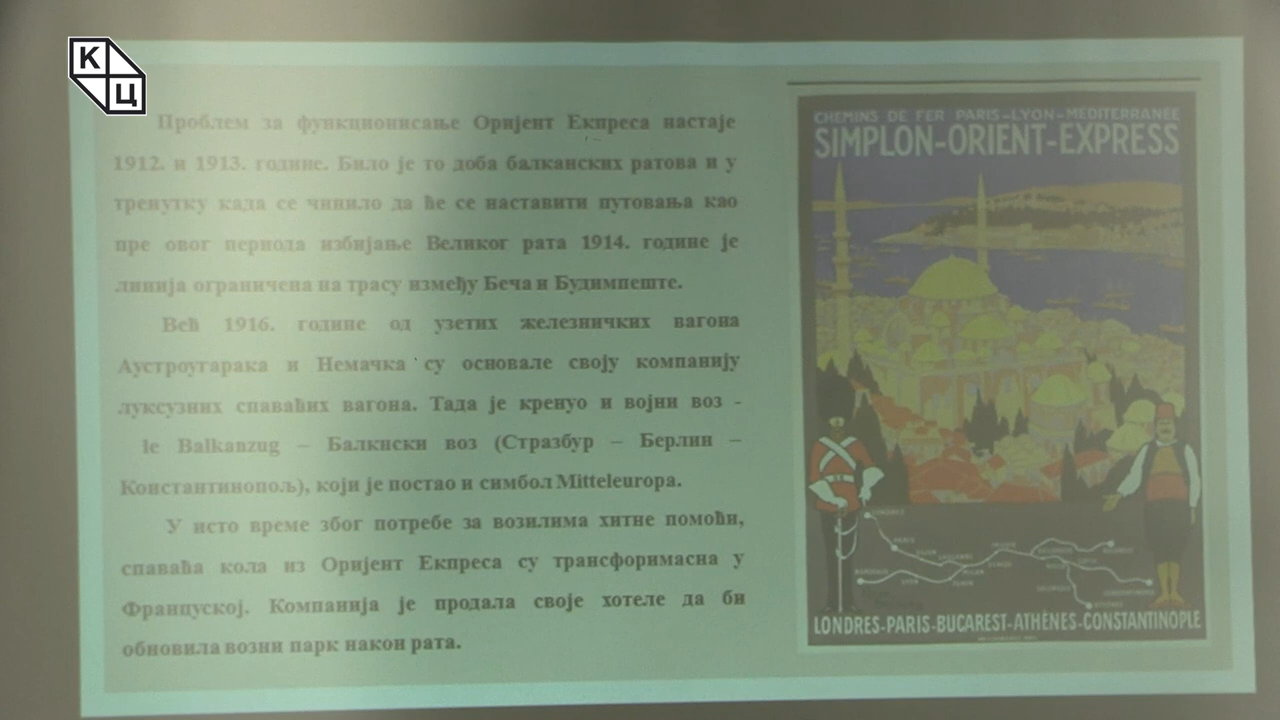 К
Ц
Проблем за функционисање Оријент Екпреса настаје
1912. и 1913. године. Било је то доба балканских ратова и у
тренутку када се чинило да ће се наставити путовања као
пре овог периода избијање Великог рата 1914. године је
линија ограничена на трасу између Беча и Будимпеште.
Већ 1916. године од узетих железничких вагона
Аустроугарака и Немачка су основале своју компанију
луксузних спаваћих вагона. Тада је кренуо и војни воз -
le Balkanzug – Балкнски воз (Стразбур – Берлин –
Константинопољ), који је постао и симбол Mitteleuropa.
У исто време због потребе за возилима хитне помоћи,
спаваћа кола из Оријент Екпреса су трансформисана у
Француској. Компанија је продала своје хотеле да би
обновила возни парк након рата.
CHEMINS DE FER PARIS-LYON-MEDITERRANEE
SIMPLON-ORIENT-EXPRESS
LONDRES
PARIS
MILAN
LONDRES-PARIS-BUCAREST-ATHÈNES-CONSTANTINOPLE